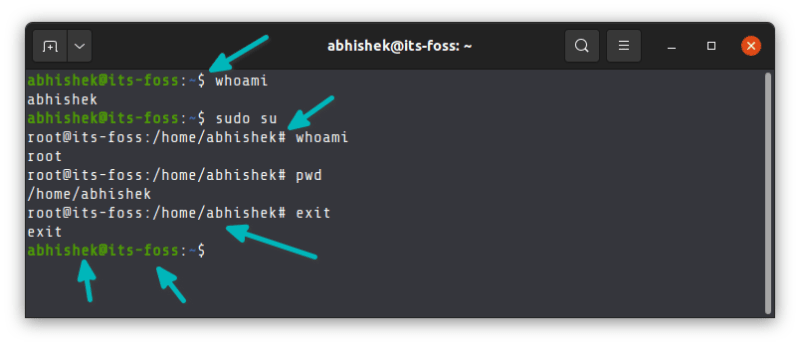 abhishek@its-foss: ~
abhishek@its-foss:~$ whoami
abhishek
abhishek@its-foss:~$ sudo su
root@its-foss:/home/abhishek# whoami
root
root@its-foss:/home/abhishek# pwd
/home/abhishek
root@its-foss:/home/abhishek# exit
exit
abhishek@its-foss:~$